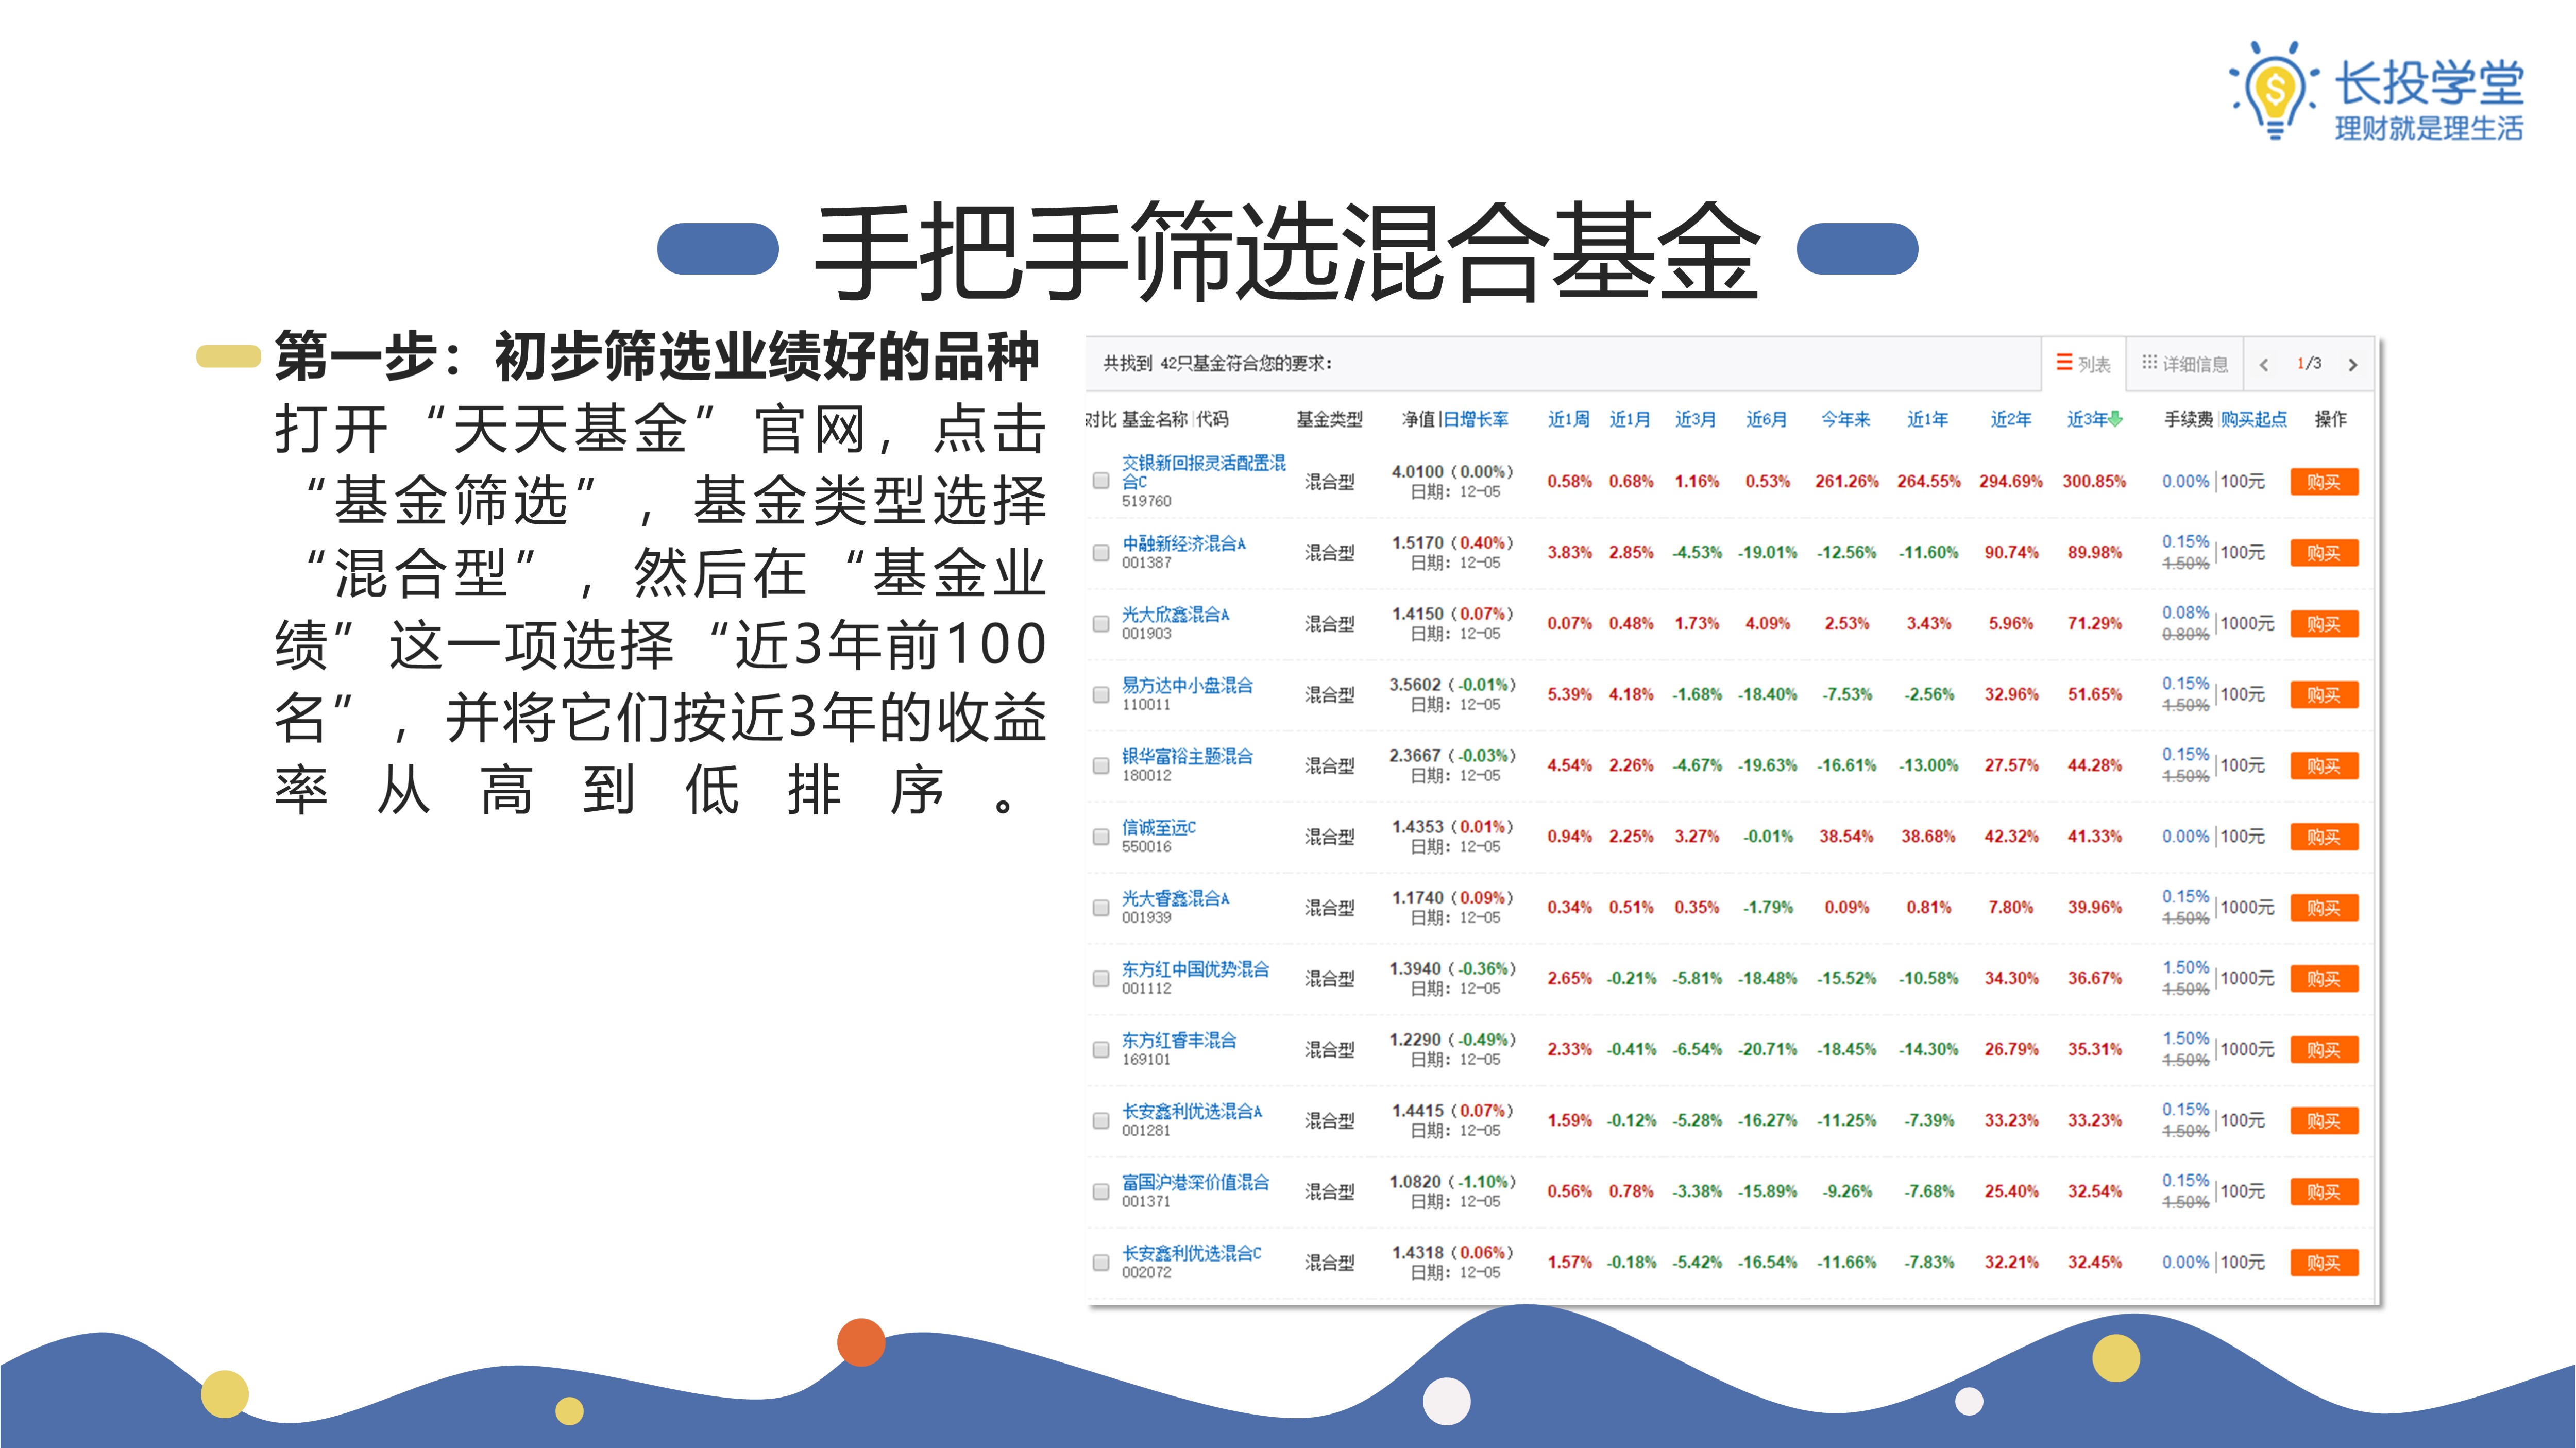 长投学堂
理财就是理生活
手把手筛选混合基金
第一步：初步筛选业绩好的品种
打开“天天基金”官网，点击
“基金筛选”，基金类型选择
“混合型”，然后在“基金业
绩”这一项选择“近3年前100
名”，并将它们按近3年的收益
率从高到低排序。
共找到 42只基金符合您的要求： 列表 详细信息 < 1/3 >
对比 基金名称|代码 基金类型 净值|日增长率 近1周 近1月 近3月 近6月 今年来 近1年 近2年 近3年 手续费|购买起点 操作
交银新回报灵活配置混
合C
519760 混合型 4.0100 (0.00%) 日期：12-05 0.58% 0.68% 1.16% 0.53% 261.26% 264.55% 294.69% 300.85% 0.00%|100元 购买
中融新经济混合A
001387 混合型 1.5170 (0.40%) 日期：12-05 3.83% 2.85% -4.53% -19.01% -12.56% -11.60% 90.74% 89.98% 0.15% 1.50%|100元 购买
光大欣鑫混合A
001903 混合型 1.4150 (0.07%) 日期：12-05 0.07% 0.48% 1.73% 4.09% 2.53% 3.43% 5.96% 71.29% 0.08% 0.80%|1000元 购买
易方达中小盘混合
110011 混合型 3.5602 (-0.01%) 日期：12-05 5.39% 4.18% -1.68% -18.40% -7.53% -2.56% 32.96% 51.65% 0.15% 1.50%|100元 购买
银华富裕主题混合
180012 混合型 2.3667 (-0.03%) 日期：12-05 4.54% 2.26% -4.67% -19.63% -16.61% -13.00% 27.57% 44.28% 0.15% 1.50%|100元 购买
信诚至远C
550016 混合型 1.4353 (0.01%) 日期：12-05 0.94% 2.25% 3.27% -0.01% 38.54% 38.68% 42.32% 41.33% 0.00%|100元 购买
光大睿鑫混合A
001939 混合型 1.1740 (0.09%) 日期：12-05 0.34% 0.51% 0.35% -1.79% 0.09% 0.81% 7.80% 39.96% 0.15% 1.50%|1000元 购买
东方红中国优势混合
001112 混合型 1.3940 (-0.36%) 日期：12-05 2.65% -0.21% -5.81% -18.48% -15.52% -10.58% 34.30% 36.67% 1.50% 1.50%|1000元 购买
东方红睿丰混合
169101 混合型 1.2290 (-0.49%) 日期：12-05 2.33% -0.41% -6.54% -20.71% -18.45% -14.30% 26.79% 35.31% 1.50% 1.50%|1000元 购买
长安鑫利优选混合A
001281 混合型 1.4415 (0.07%) 日期：12-05 1.59% -0.12% -5.28% -16.27% -11.25% -7.39% 33.23% 33.23% 0.15% 1.50%|100元 购买
富国沪港深价值混合
001371 混合型 1.0820 (-1.10%) 日期：12-05 0.56% 0.78% -3.38% -15.89% -9.26% -7.68% 25.40% 32.54% 0.15% 1.50%|100元 购买
长安鑫利优选混合C
002072 混合型 1.4318 (0.06%) 日期：12-05 1.57% -0.18% -5.42% -16.54% -11.66% -7.83% 32.21% 32.45% 0.00%|100元 购买